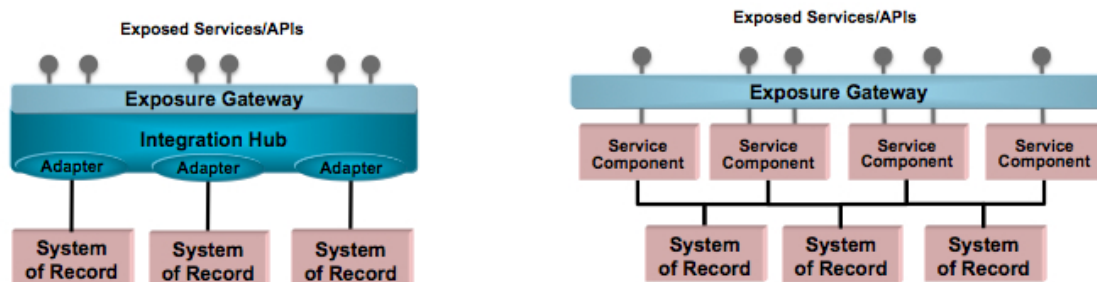 Exposed Services/APIs
Exposure Gateway
Integration Hub
Adapter
Adapter
Adapter
System
of Record
System
of Record
System
of Record
Exposed Services/APIs
Exposure Gateway
Service
Component
Service
Component
Service
Component
Service
Component
System
of Record
System
of Record
System
of Record